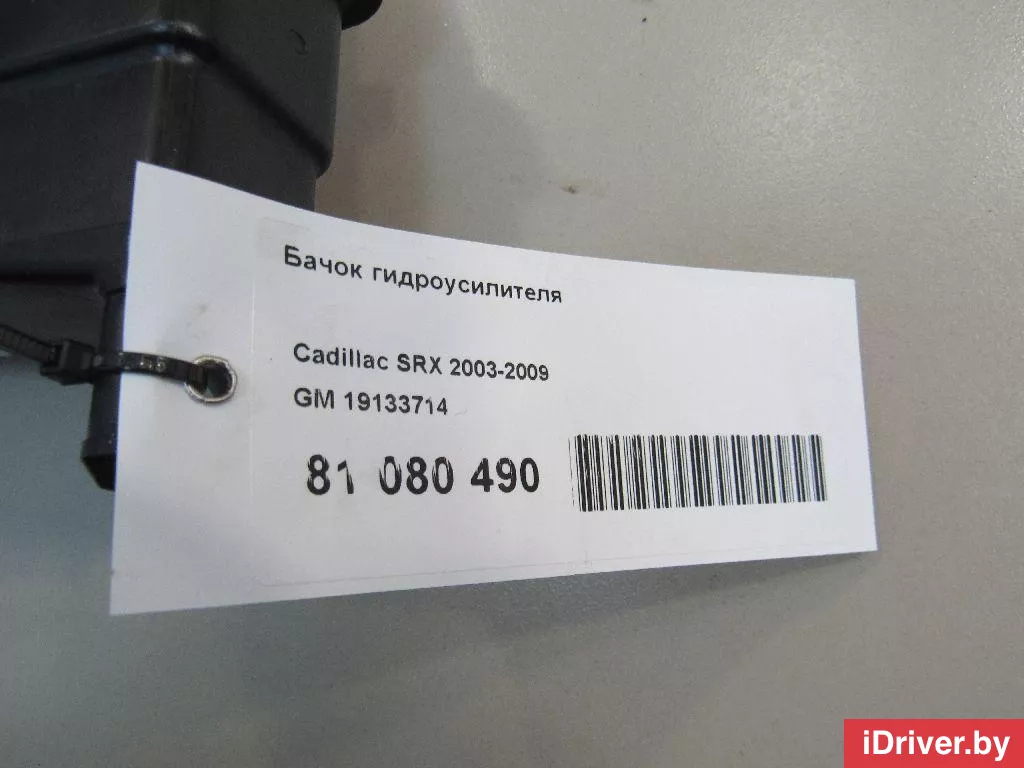 Бачок гидроусилителя
Cadillac SRX 2003-2009
GM 19133714
81 080 490
iDriver.by